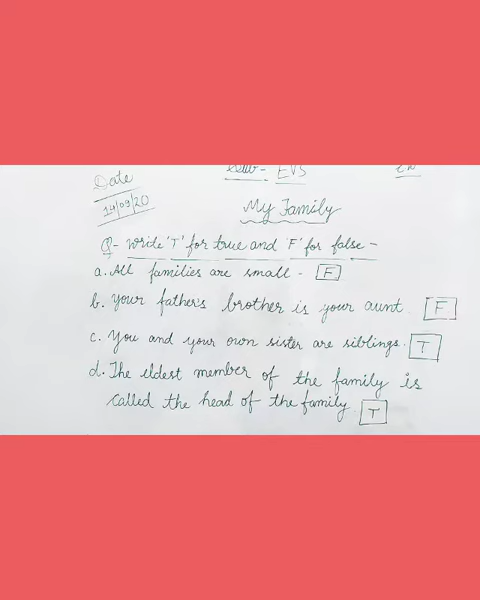 Date
EVS
14/09/20
My Family
Q- Write 'T' for true and 'F' for false -
a. All families are small - F
b. Your father's brother is your aunt. F
c. You and your own sister are siblings. T
d. The eldest member of the family is
called the head of the family. T